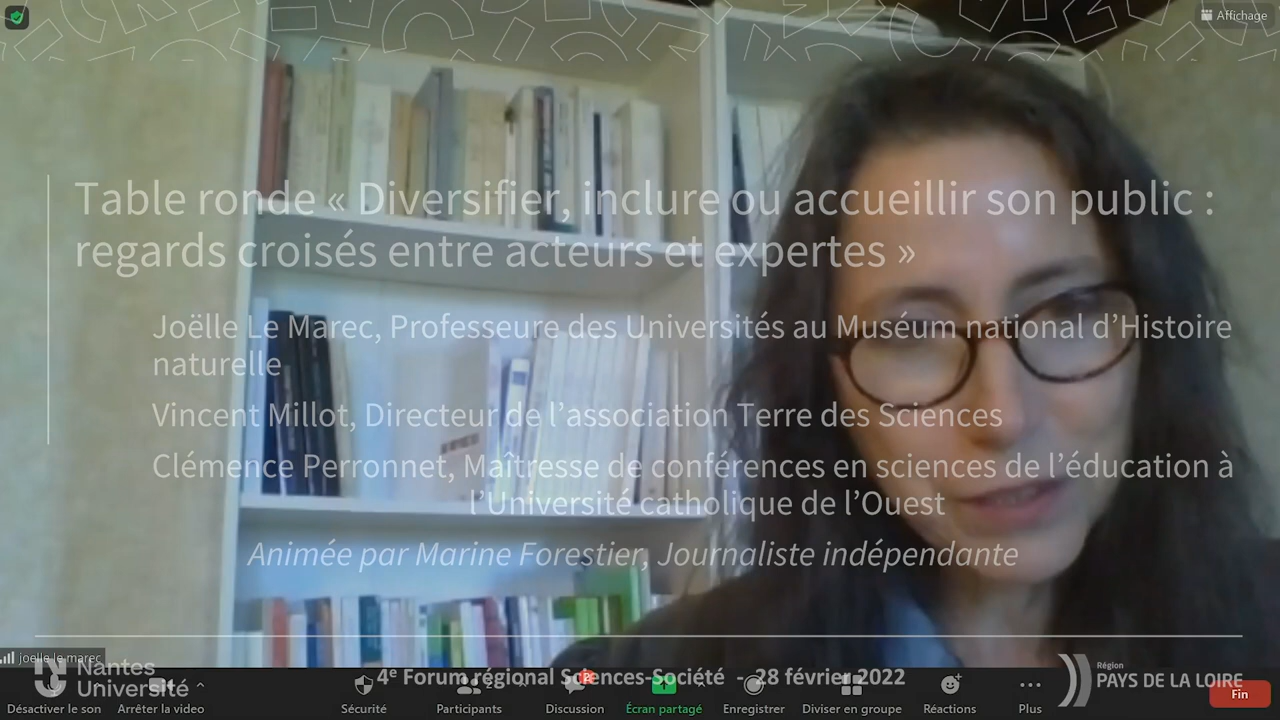 Affichage
Table ronde « Diversifier, inclure ou accueillir son public :
regards croisés entre acteurs et expertes »
Joëlle Le Marec, Professeure des Universités au Muséum national d’Histoire
naturelle
Vincent Millot, Directeur de l’association Terre des Sciences
Clémence Perronnet, Maîtresse de conférences en sciences de l’éducation à
l’Université catholique de l’Ouest
Animée par Marine Forestier, Journaliste indépendante
joelle le marec
Nantes
Université
4e Forum régional Sciences-Société - 28 février 2022
Région
PAYS DE LA LOIRE
Désactiver le son
Arrêter la vidéo
Sécurité
Participants
Discussion
Écran partagé
Enregistrer
Diviser en groupe
Réactions
Plus
Fin